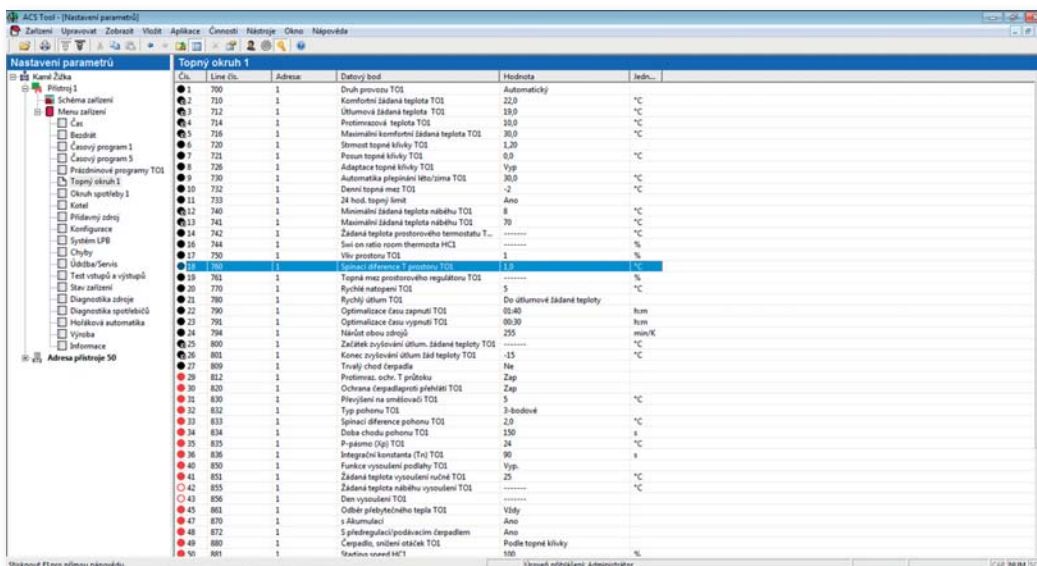 ACS Tool - [Nastavení parametrů]
Zařízení Upravovat Zobrazit Vložit Aplikace Činnosti Nástroje Okno Nápověda
Nastavení parametrů
Kamil Žižka
Přístroj 1
Schéma zařízení
Menu zařízení
Čas
Bezdrát
Časový program 1
Časový program 5
Prázdninové programy TO1
Topný okruh 1
Okruh spotřeby 1
Kotel
Přídavný zdroj
Konfigurace
Systém LPB
Chyby
Údržba/Servis
Test vstupů a výstupů
Stav zařízení
Diagnostika zdroje
Diagnostika spotřebičů
Hořáková automatika
Výroba
Informace
Adresa přístroje 50
Topný okruh 1
Čís. Line čís. Adresa: Datový bod Hodnota Jedn...
1 700 1 Druh provozu TO1 Automatický
2 710 1 Komfortní žádaná teplota TO1 22,0 °C
3 712 1 Útlumová žádaná teplota TO1 19,0 °C
4 714 1 Protimrazová teplota TO1 10,0 °C
5 716 1 Maximální komfortní žádaná teplota TO1 30,0 °C
6 720 1 Strmost topné křivky TO1 1,20
7 721 1 Posun topné křivky TO1 0,0 °C
8 726 1 Adaptace topné křivky TO1 Vyp
9 730 1 Automatika přepínání léto/zima TO1 30,0 °C
10 732 1 Denní topná mez TO1 -2 °C
11 733 1 24 hod. topný limit Ano
12 740 1 Minimální žádaná teplota náběhu TO1 8 °C
13 741 1 Maximální žádaná teplota náběhu TO1 70 °C
14 742 1 Žádaná teplota prostorového termostatu T... ------- °C
16 744 1 Swi on ratio room thermosta HC1 ------- %
17 750 1 Vliv prostoru TO1 1 %
18 760 1 Spínací diference T prostoru TO1 1,0 °C
19 761 1 Topná mez prostorového regulátoru TO1 ------- %
20 770 1 Rychlé natopení TO1 5 °C
21 780 1 Rychlý útlum TO1 Do útlumové žádané teploty
22 790 1 Optimalizace času zapnutí TO1 01:40 h:m
23 791 1 Optimalizace času vypnutí TO1 00:30 h:m
24 794 1 Nárůst obou zdrojů 255 min/K
25 800 1 Začátek zvyšování útlum. žádané teploty TO1 ------- °C
26 801 1 Konec zvyšování útlum žád teploty TO1 -15 °C
27 809 1 Trvalý chod čerpadla Ne
29 812 1 Protimraz. ochr. T průtoku TO1 Zap
30 820 1 Ochrana čerpadlaproti přehřátí TO1 Zap
31 830 1 Převýšení na směšovači TO1 5 °C
32 832 1 Typ pohonu TO1 3-bodové
33 833 1 Spínací diference pohonu TO1 2,0 °C
34 834 1 Doba chodu pohonu TO1 150 s
35 835 1 P-pásmo (Xp) TO1 24 °C
36 836 1 Integrační konstanta (Tn) TO1 90 s
40 850 1 Funkce vysoušení podlahy TO1 Vyp.
41 851 1 Žádaná teplota vysoušení ručně TO1 25 °C
42 855 1 Žádaná teplota náběhu vysoušení TO1 ------- °C
43 856 1 Den vysoušení TO1 -------
45 861 1 Odběr přebytečného tepla TO1 Vždy
47 870 1 s Akumulací Ano
48 872 1 S předregulací/podávacím čerpadlem Ano
49 880 1 Čerpadlo, snížení otáček TO1 Podle topné křivky
50 881 1 Starting speed HC1 100 %
Stisknout F1pro přímou nápovědu. Úroveň přihlášený: Administrátor CAP NUM